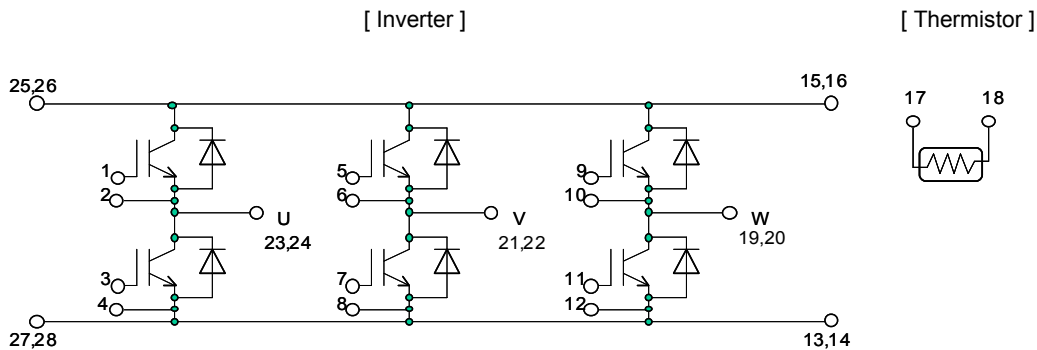 [ Inverter ] [ Thermistor ]
25,26 15,16
17 18
1 5 9
2 6 10
U V W
23,24 21,22 19,20
3 7 11
4 8 12
27,28 13,14